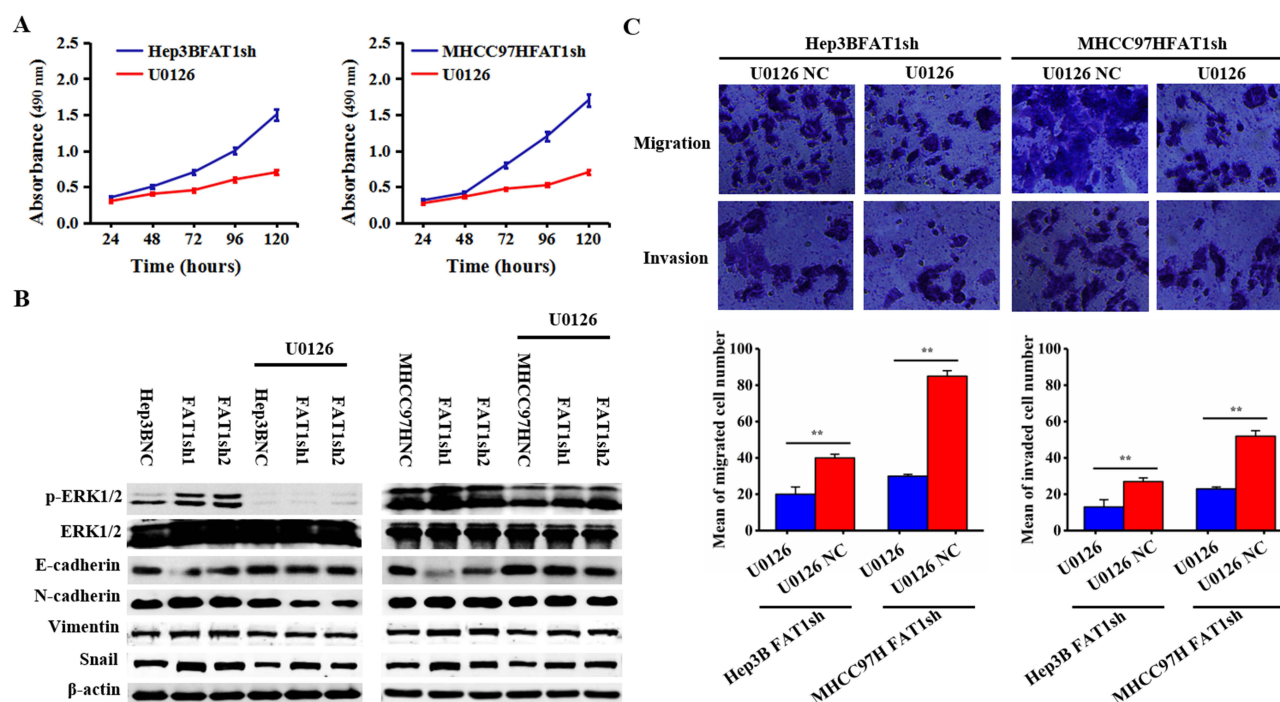 A
2.5
2.0
1.5
1.0
0.5
0.0
Absorbance (490 nm)
Hep3BFAT1sh
U0126
24 48 72 96 120
Time (hours)
2.5
2.0
1.5
1.0
0.5
0.0
Absorbance (490 nm)
MHCC97HFAT1sh
U0126
24 48 72 96 120
Time (hours)
B
U0126
Hep3BNC
FAT1sh1
FAT1sh2
Hep3BNC
FAT1sh1
FAT1sh2
U0126
MHCC97HNC
FAT1sh1
FAT1sh2
MHCC97HNC
FAT1sh1
FAT1sh2
p-ERK1/2
ERK1/2
E-cadherin
N-cadherin
Vimentin
Snail
β-actin
C
Hep3BFAT1sh MHCC97HFAT1sh
U0126 NC U0126 U0126 NC U0126
Migration
Invasion
Mean of migrated cell number
100
80
60
40
20
0
**
**
U0126
U0126 NC
U0126
U0126 NC
Hep3B FAT1sh
MHCC97H FAT1sh
Mean of invaded cell number
100
80
60
40
20
0
**
**
U0126
U0126 NC
U0126
U0126 NC
Hep3B FAT1sh
MHCC97H FAT1sh